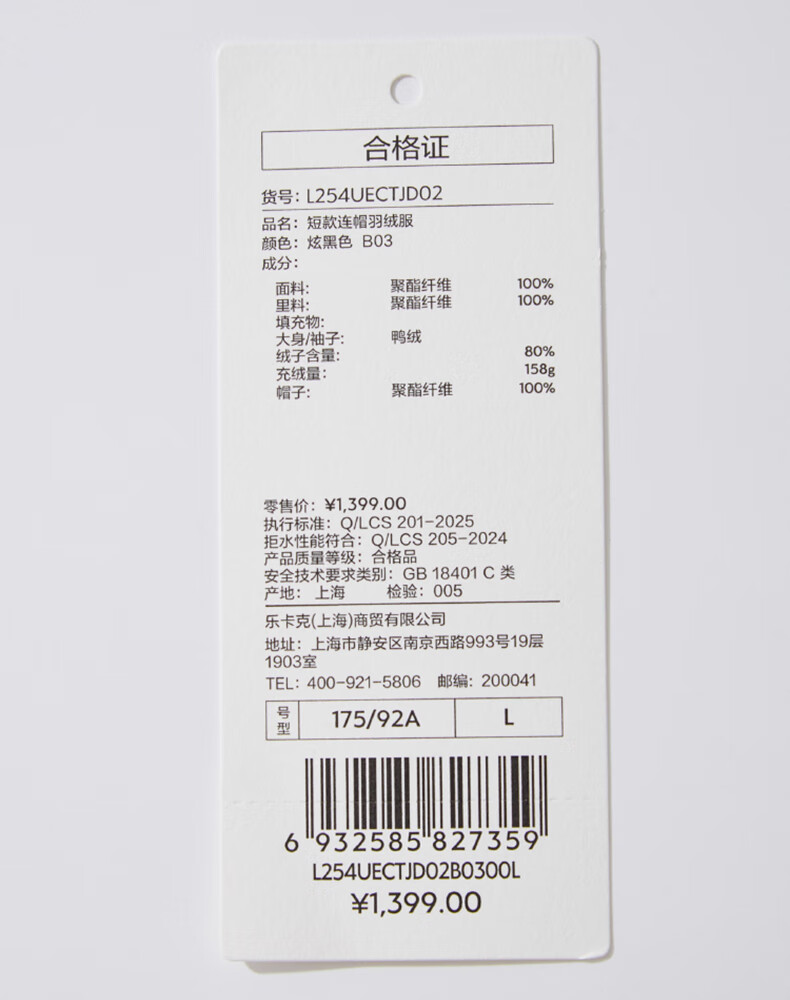 合格证
货号: L254UECTJD02
品名: 短款连帽羽绒服
颜色: 炫黑色 B03
成分:
面料: 聚酯纤维 100%
里料: 聚酯纤维 100%
填充物:
大身/袖子: 鸭绒
绒子含量: 80%
充绒量: 158g
帽子: 聚酯纤维 100%
零售价: ¥1,399.00
执行标准: Q/LCS 201-2025
拒水性能符合: Q/LCS 205-2024
产品质量等级: 合格品
安全技术要求类别: GB 18401 C 类
产地: 上海 检验: 005
乐卡克(上海)商贸有限公司
地址: 上海市静安区南京西路993号19层
1903室
TEL: 400-921-5806 邮编: 200041
号型 175/92A L
6 932585 827359
L254UECTJD02B0300L
¥1,399.00